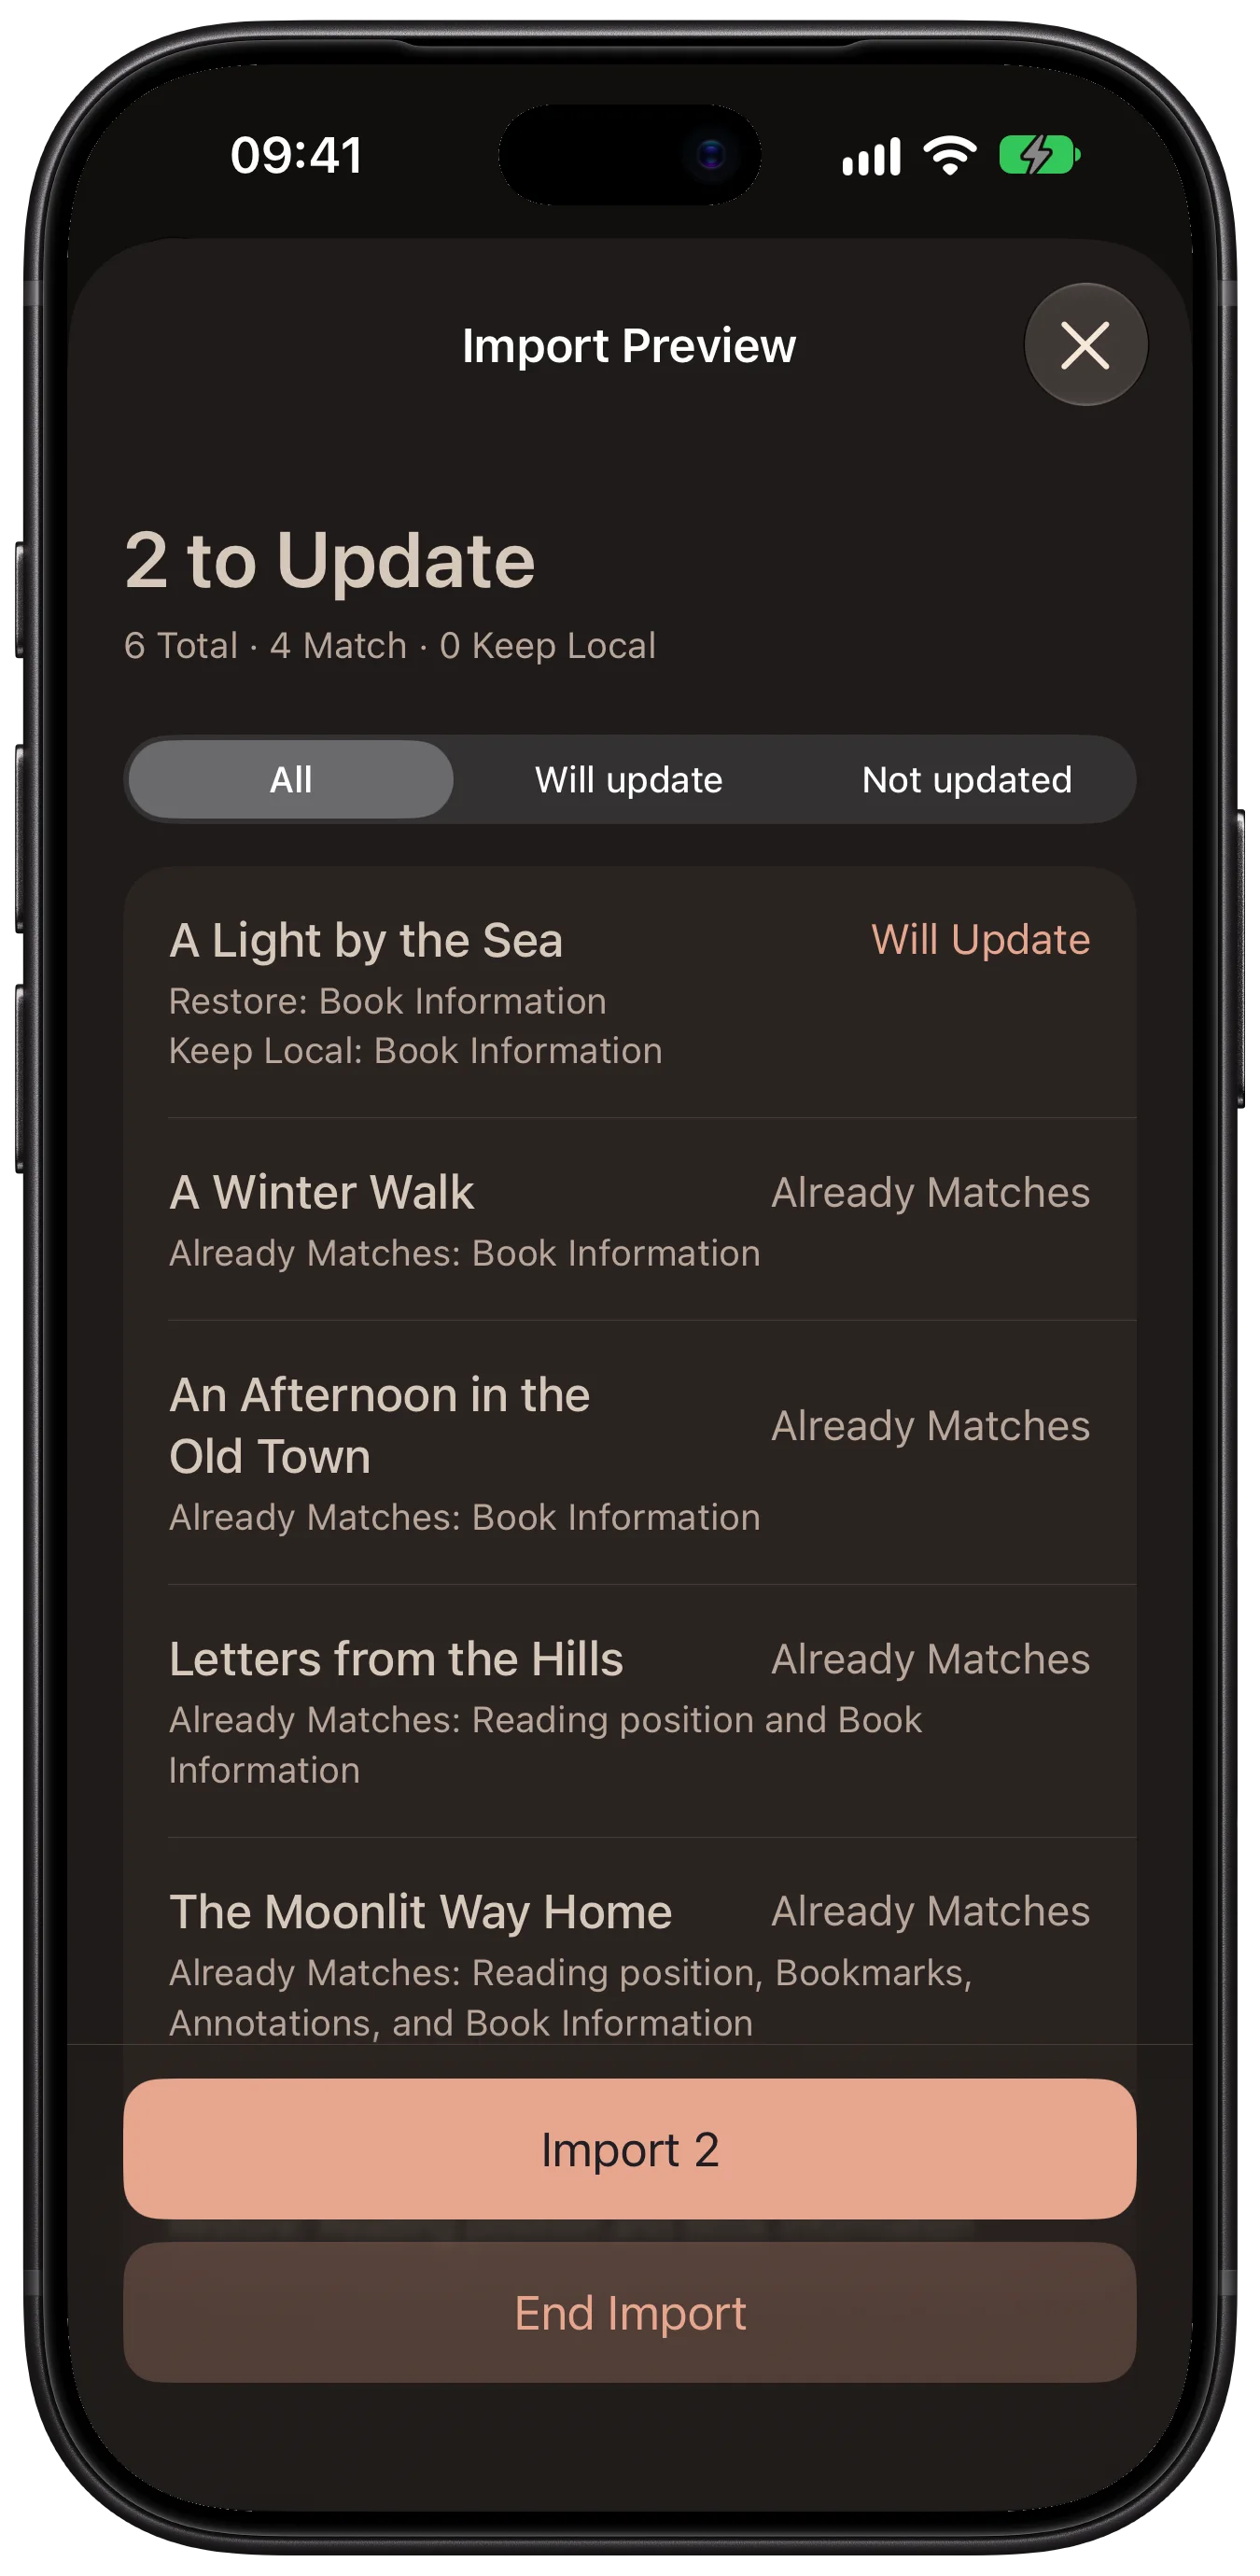 09:41
Import Preview
2 to Update
6 Total · 4 Match · 0 Keep Local
All
Will update
Not updated
A Light by the Sea
Will Update
Restore: Book Information
Keep Local: Book Information
A Winter Walk
Already Matches
Already Matches: Book Information
An Afternoon in the
Old Town
Already Matches
Already Matches: Book Information
Letters from the Hills
Already Matches
Already Matches: Reading position and Book
Information
The Moonlit Way Home
Already Matches
Already Matches: Reading position, Bookmarks,
Annotations, and Book Information
Import 2
End Import